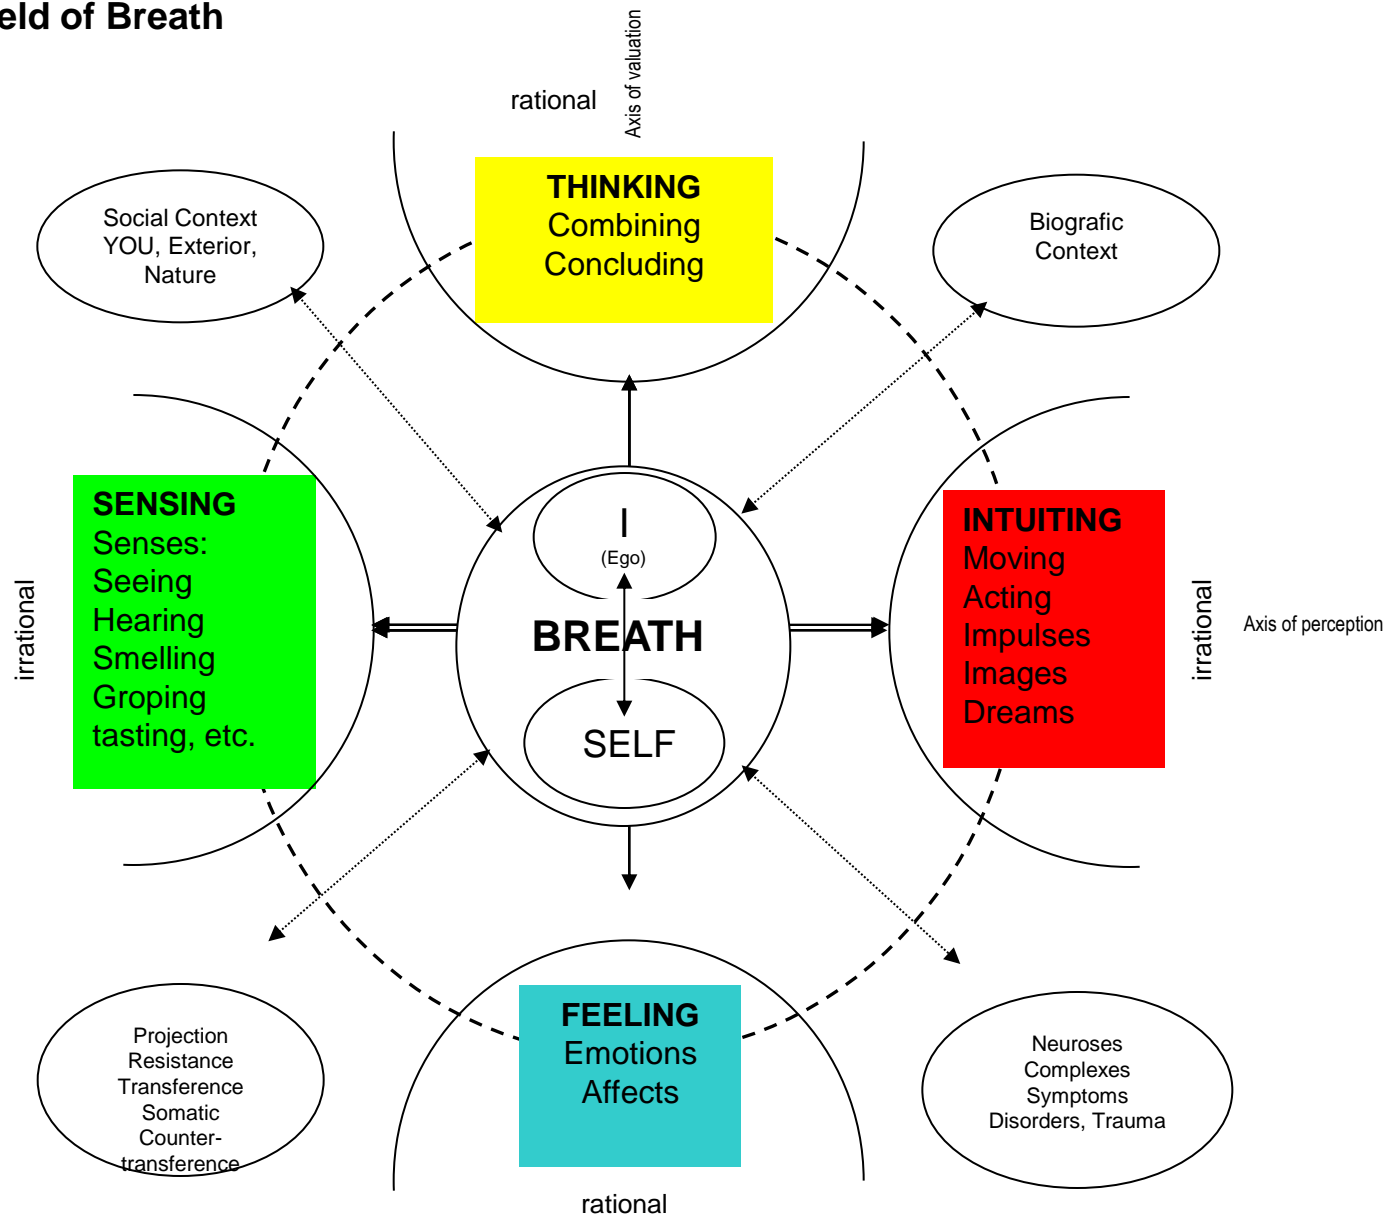 eld of Breath
Axis of valuation
rational
THINKING
Combining
Concluding
Social Context
YOU, Exterior,
Nature
Biografic
Context
SENSING
Senses:
Seeing
Hearing
Smelling
Groping
tasting, etc.
irrational
I
(Ego)
BREATH
SELF
INTUITING
Moving
Acting
Impulses
Images
Dreams
irrational
Axis of perception
Projection
Resistance
Transference
Somatic
Counter-
transference
FEELING
Emotions
Affects
Neuroses
Complexes
Symptoms
Disorders, Trauma
rational